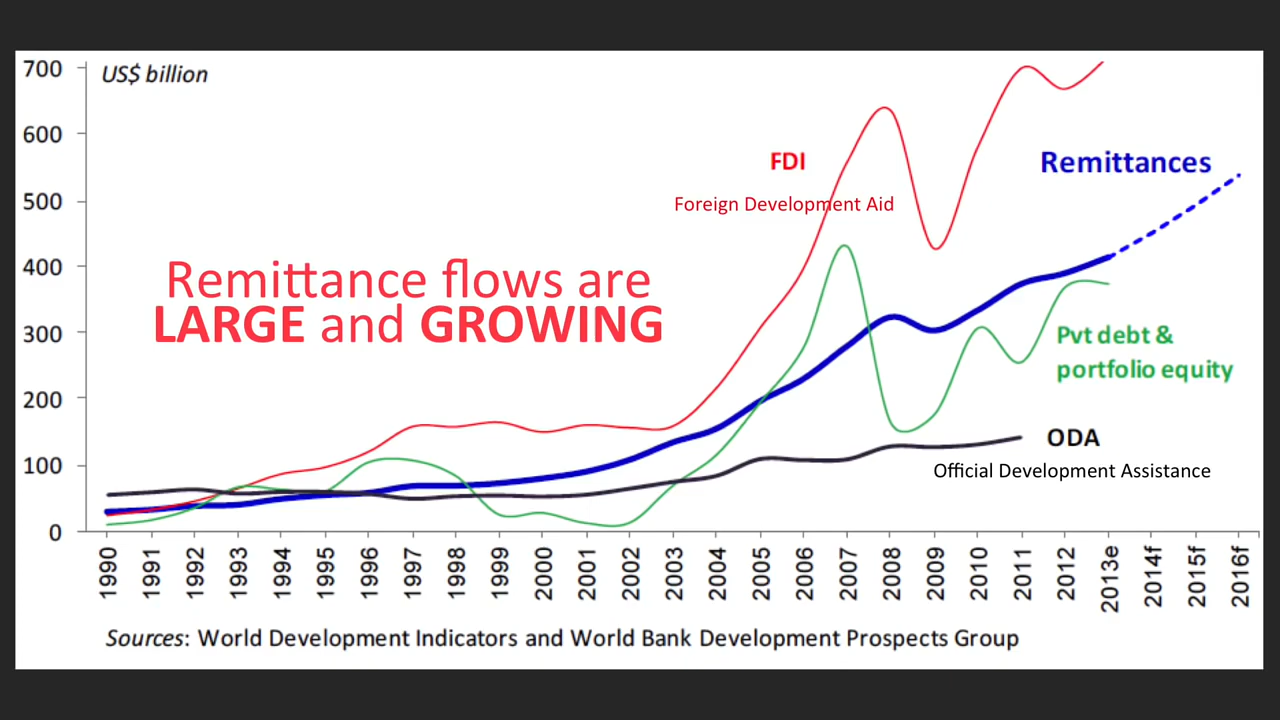 US$ billion
700
600
500
400
300
200
100
0
FDI
Foreign Development Aid
Remittances
Remittance flows are
LARGE and GROWING
Pvt debt &
portfolio equity
ODA
Official Development Assistance
1990 1991 1992 1993 1994 1995 1996 1997 1998 1999 2000 2001 2002 2003 2004 2005 2006 2007 2008 2009 2010 2011 2012 2013e 2014f 2015f 2016f
Sources: World Development Indicators and World Bank Development Prospects Group